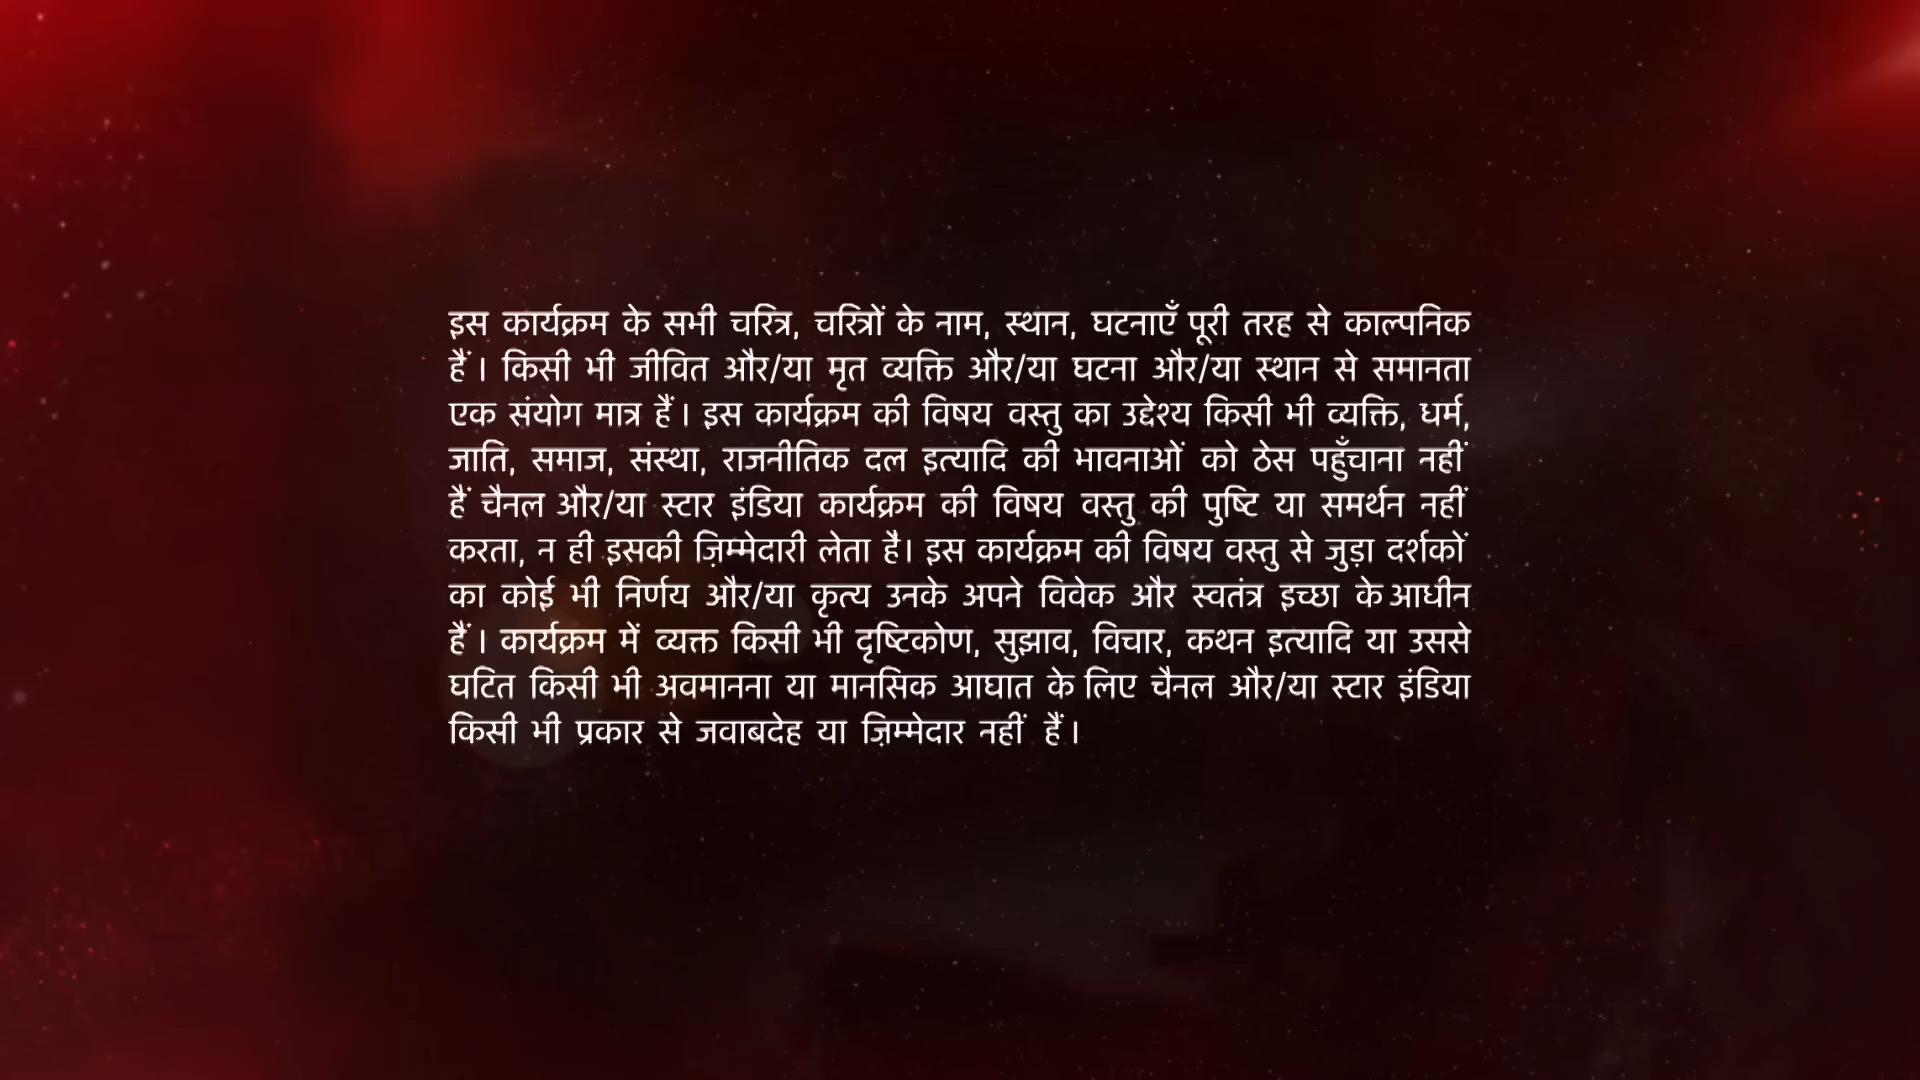 इस कार्यक्रम के सभी चरित्र, चरित्रों के नाम, स्थान, घटनाएँ पूरी तरह से काल्पनिक
हैं। किसी भी जीवित और/या मृत व्यक्ति और/या घटना और/या स्थान से समानता
एक संयोग मात्र हैं। इस कार्यक्रम की विषय वस्तु का उद्देश्य किसी भी व्यक्ति, धर्म,
जाति, समाज, संस्था, राजनीतिक दल इत्यादि की भावनाओं को ठेस पहुँचाना नहीं
हैं चैनल और/या स्टार इंडिया कार्यक्रम की विषय वस्तु की पुष्टि या समर्थन नहीं
करता, न ही इसकी ज़िम्मेदारी लेता है। इस कार्यक्रम की विषय वस्तु से जुड़ा दर्शकों
का कोई भी निर्णय और/या कृत्य उनके अपने विवेक और स्वतंत्र इच्छा के आधीन
हैं। कार्यक्रम में व्यक्त किसी भी दृष्टिकोण, सुझाव, विचार, कथन इत्यादि या उससे
घटित किसी भी अवमानना या मानसिक आघात के लिए चैनल और/या स्टार इंडिया
किसी भी प्रकार से जवाबदेह या ज़िम्मेदार नहीं हैं।